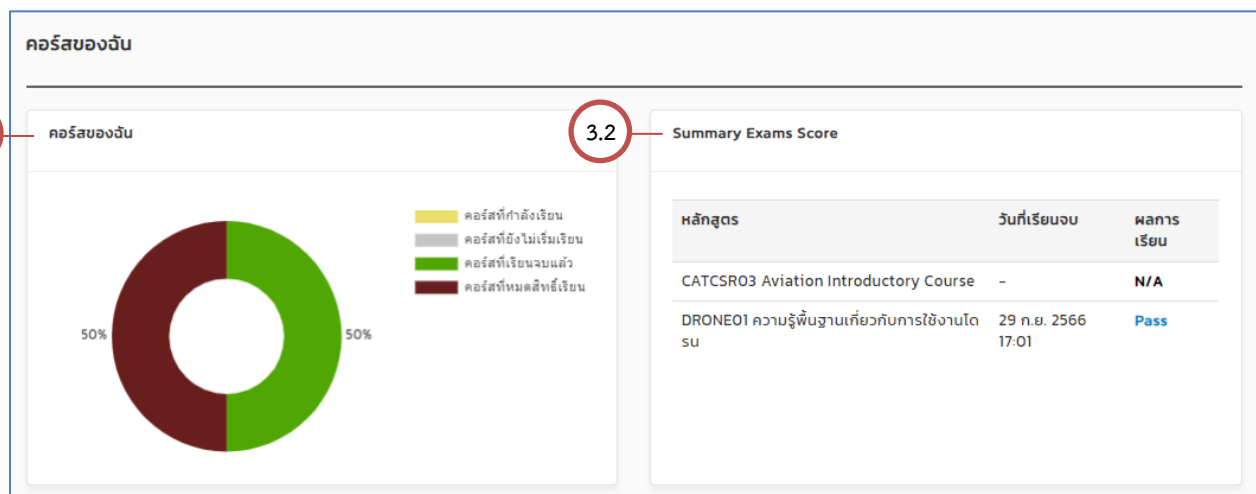 คอร์สของฉัน
คอร์สของฉัน
3.2
Summary Exams Score
คอร์สที่กำลังเรียน
คอร์สที่ยังไม่เริ่มเรียน
คอร์สที่เรียนจบแล้ว
คอร์สที่หมดสิทธิ์เรียน
50%
50%
หลักสูตร
วันที่เรียนจบ
ผลการ
เรียน
CATCSR03 Aviation Introductory Course
-
N/A
DRONE01 ความรู้พื้นฐานเกี่ยวกับการใช้งานโด
รน
29 ก.ย. 2566
17:01
Pass